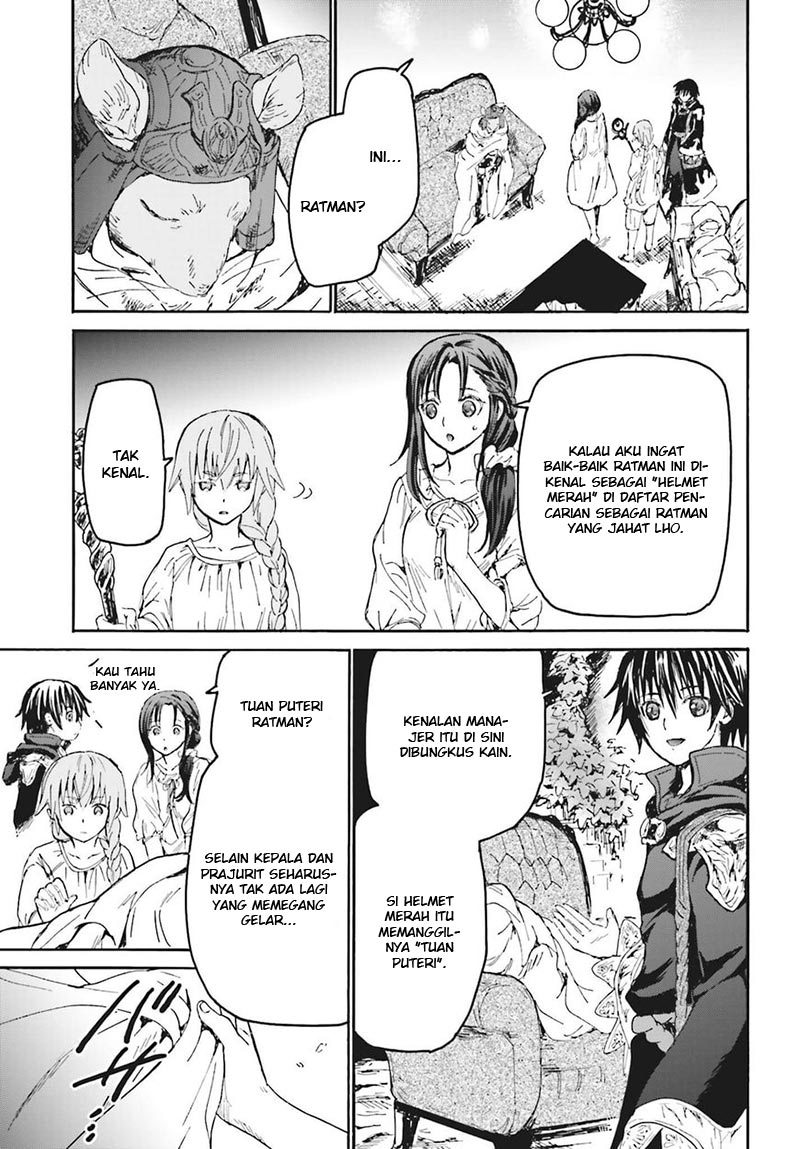 INI...
RATMAN?
KALAU AKU INGAT
BAIK-BAIK RATMAN INI DI-
KENAL SEBAGAI "HELMET
MERAH" DI DAFTAR PEN-
CARIAN SEBAGAI RATMAN
YANG JAHAT LHO.
TAK
KENAL.
KENALAN MANA-
JER ITU DI SINI
DIBUNGKUS KAIN.
SI HELMET
MERAH ITU
MEMANGGIL-
NYA "TUAN
PUTERI".
TUAN PUTERI
RATMAN?
SELAIN KEPALA DAN
PRAJURIT SEHARUS-
NYA TAK ADA LAGI
YANG MEMEGANG
GELAR...
KAU TAHU
BANYAK YA.